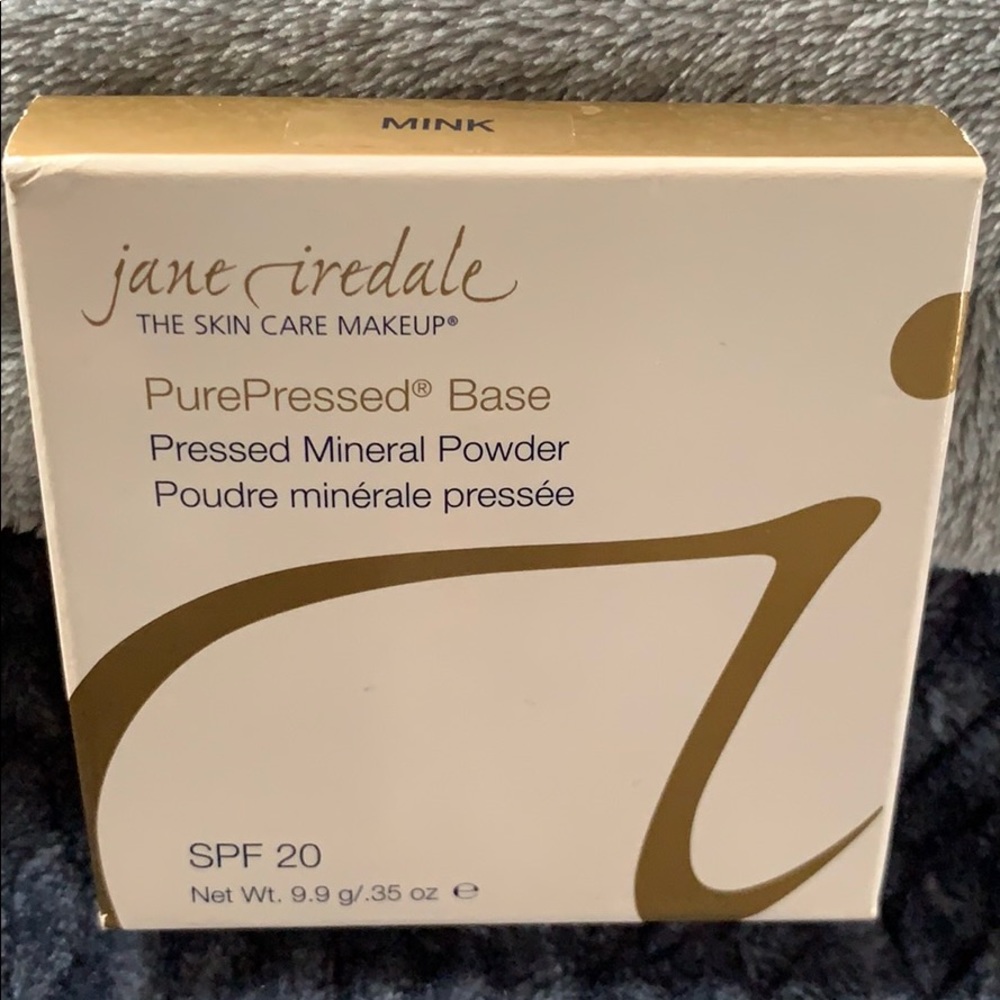 MINK
jane iredale
THE SKIN CARE MAKEUP®
PurePressed® Base
Pressed Mineral Powder
Poudre minérale pressée
SPF 20
Net Wt. 9.9 g/.35 oz ℮